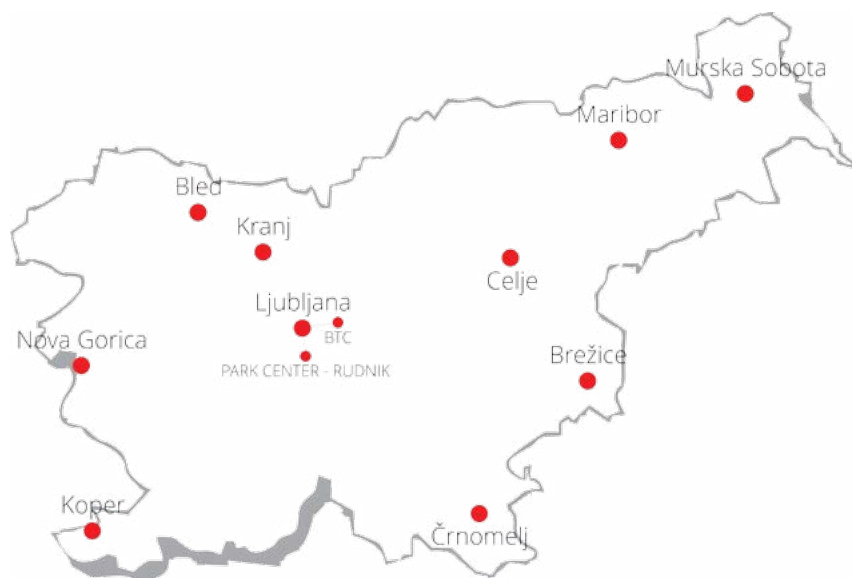 Murska Sobota
Maribor
Bled
Kranj
Celje
Ljubljana
BTC
Nova Gorica
PARK CENTER - RUDNIK
Brežice
Koper
Črnomelj